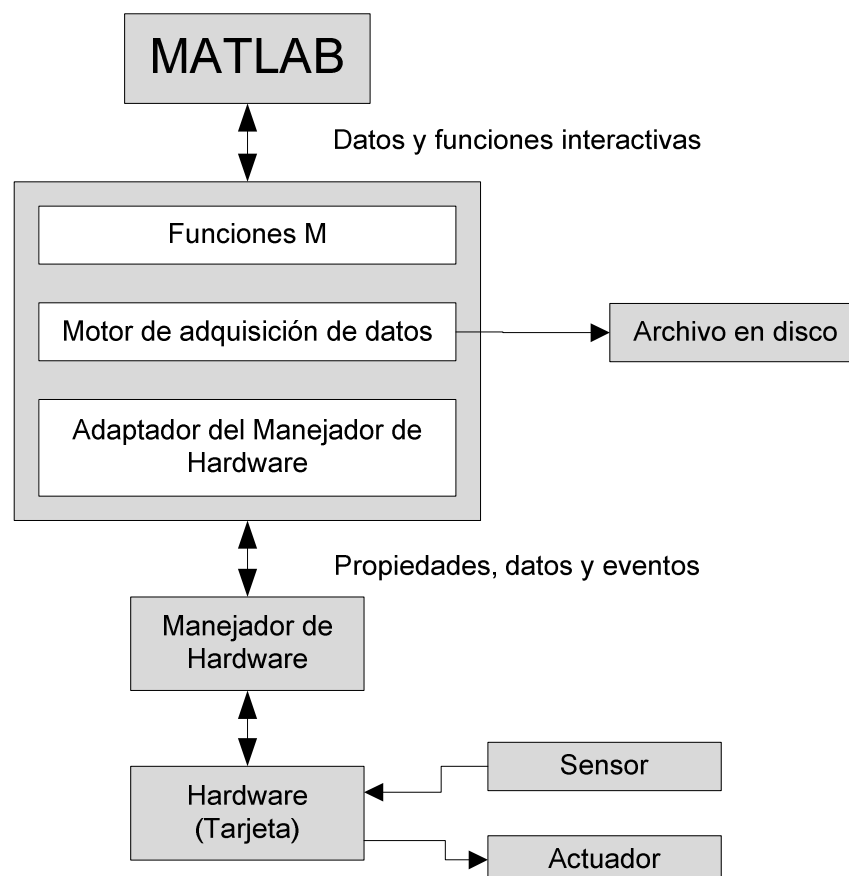 MATLAB
Datos y funciones interactivas
Funciones M
Motor de adquisición de datos
Archivo en disco
Adaptador del Manejador de
Hardware
Propiedades, datos y eventos
Manejador de
Hardware
Sensor
Hardware
(Tarjeta)
Actuador